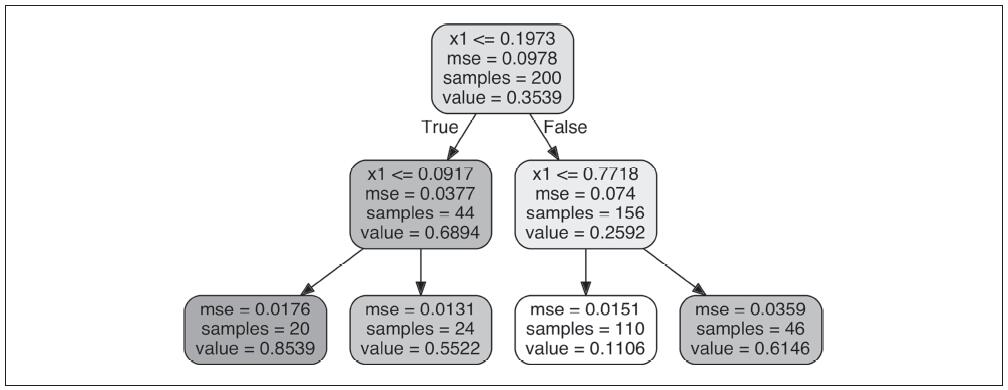 x1 <= 0.1973
mse = 0.0978
samples = 200
value = 0.3539
True
False
x1 <= 0.0917
mse = 0.0377
samples = 44
value = 0.6894
x1 <= 0.7718
mse = 0.074
samples = 156
value = 0.2592
mse = 0.0176
samples = 20
value = 0.8539
mse = 0.0131
samples = 24
value = 0.5522
mse = 0.0151
samples = 110
value = 0.1106
mse = 0.0359
samples = 46
value = 0.6146